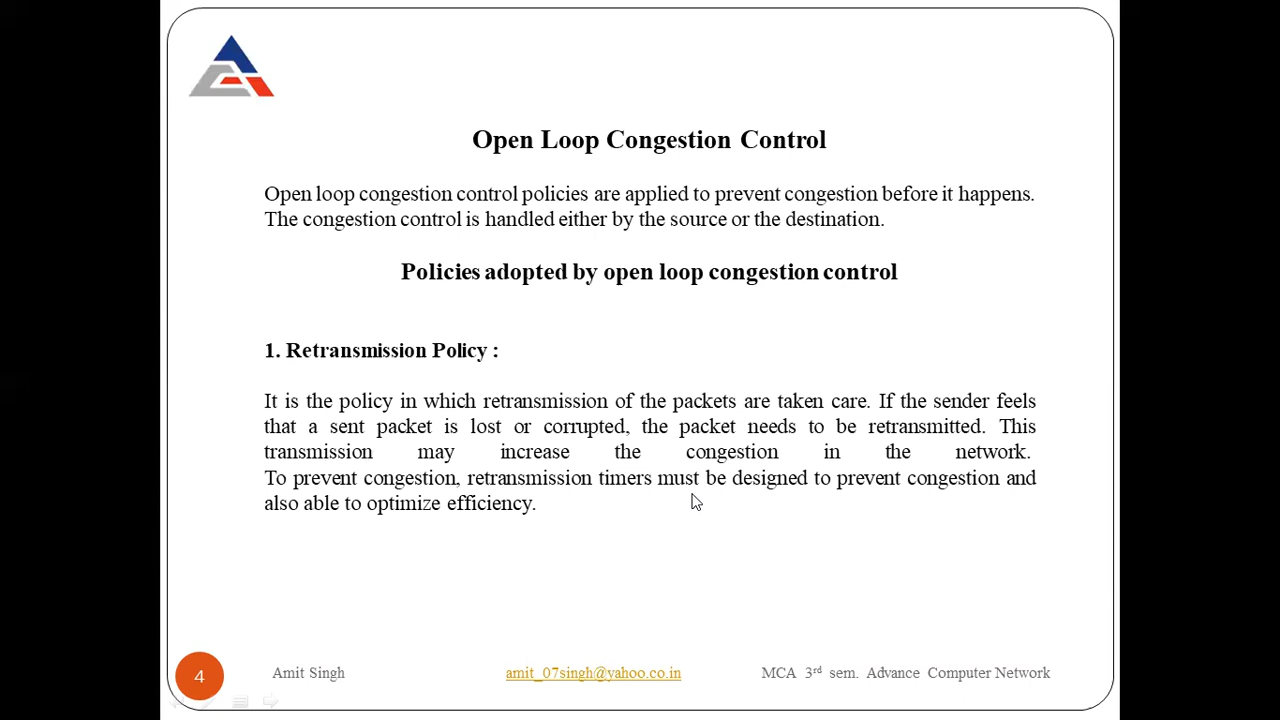 Open Loop Congestion Control
Open loop congestion control policies are applied to prevent congestion before it happens.
The congestion control is handled either by the source or the destination.
Policies adopted by open loop congestion control
1. Retransmission Policy :
It is the policy in which retransmission of the packets are taken care. If the sender feels
that a sent packet is lost or corrupted, the packet needs to be retransmitted. This
transmission may increase the congestion in the network.
To prevent congestion, retransmission timers must be designed to prevent congestion and
also able to optimize efficiency.
4 Amit Singh amit_07singh@yahoo.co.in MCA 3rd sem. Advance Computer Network